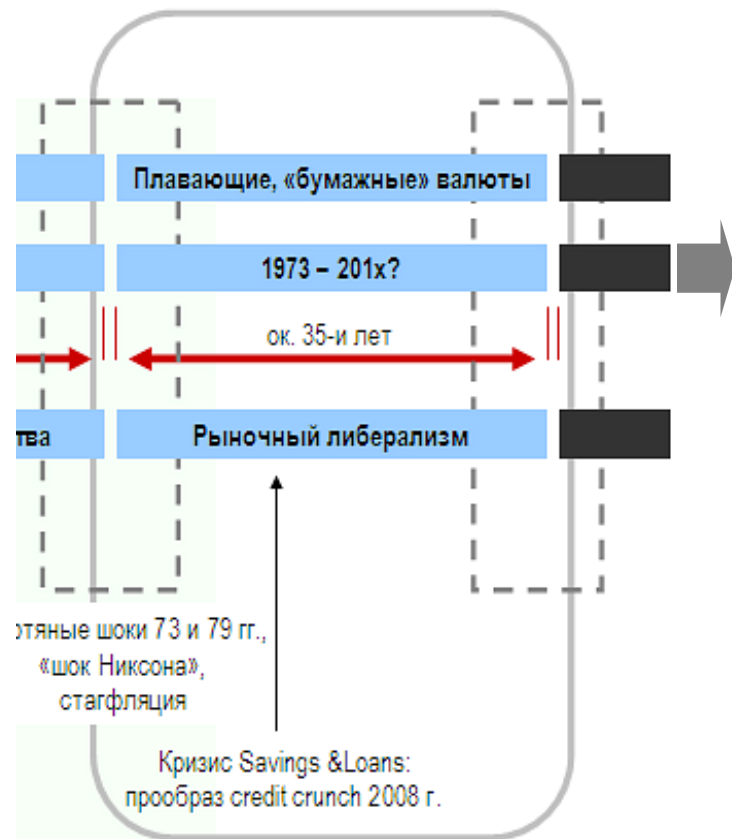 Плавающие, «бумажные» валюты
1973 – 201x?
ок. 35-и лет
тва
Рыночный либерализм
отяные шоки 73 и 79 гг.,
«шок Никсона»,
стагфляция
Кризис Savings &Loans:
прообраз credit crunch 2008 г.